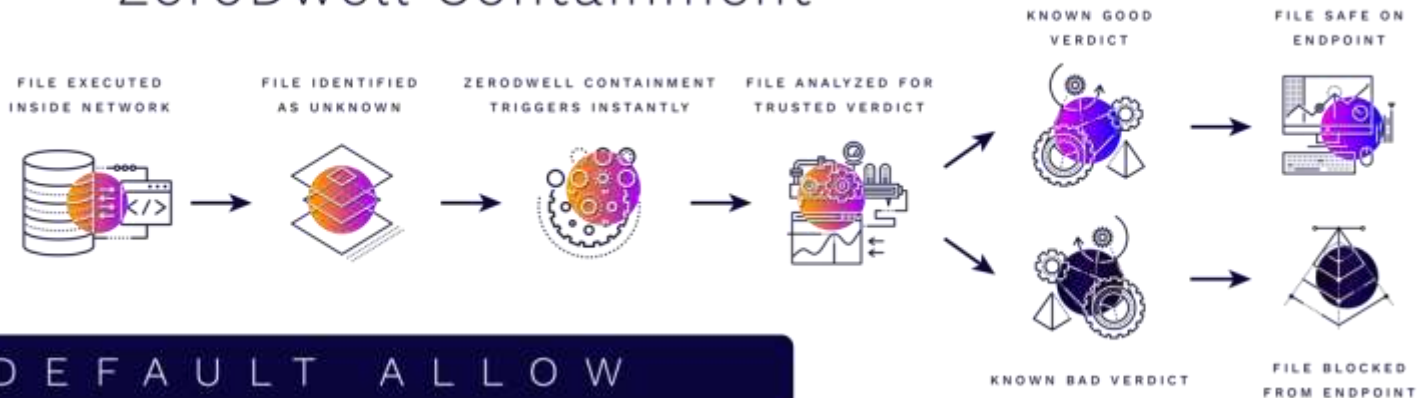 ZeroDwell Containment
FILE EXECUTED
INSIDE NETWORK
FILE IDENTIFIED
AS UNKNOWN
ZERODWELL CONTAINMENT
TRIGGERS INSTANTLY
FILE ANALYZED FOR
TRUSTED VERDICT
KNOWN GOOD
VERDICT
FILE SAFE ON
ENDPOINT
</>
KNOWN BAD VERDICT
FILE BLOCKED
FROM ENDPOINT
DEFAULT ALLOW